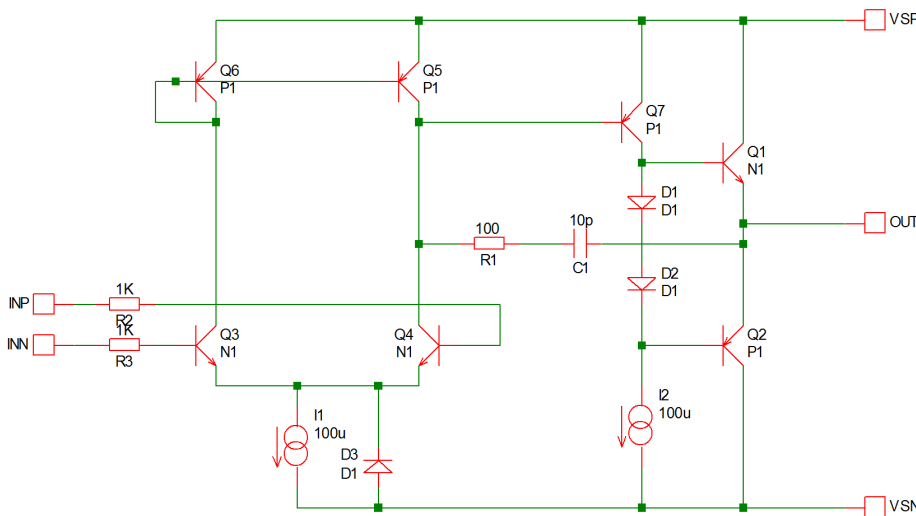 VSP
Q6
P1
Q5
P1
Q7
P1
Q1
N1
D1
D1
OUT
100
R1
10p
C1
D2
D1
INP
1K
R2
INN
1K
R3
Q3
N1
Q4
N1
Q2
P1
I1
100u
I2
100u
D3
D1
VSN